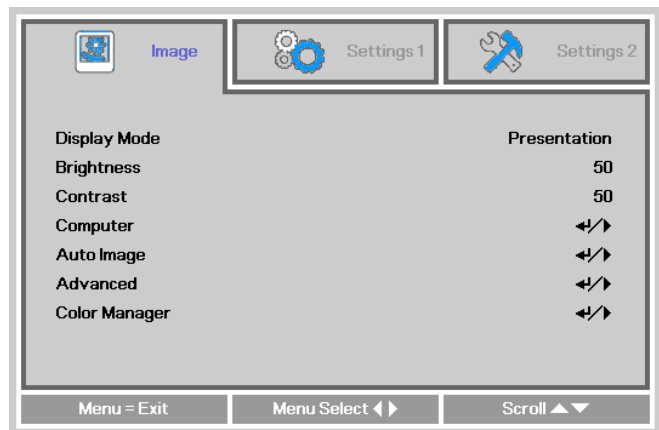 Image Settings 1 Settings 2
Display Mode Presentation
Brightness 50
Contrast 50
Computer
Auto Image
Advanced
Color Manager
Menu = Exit Menu Select Scroll